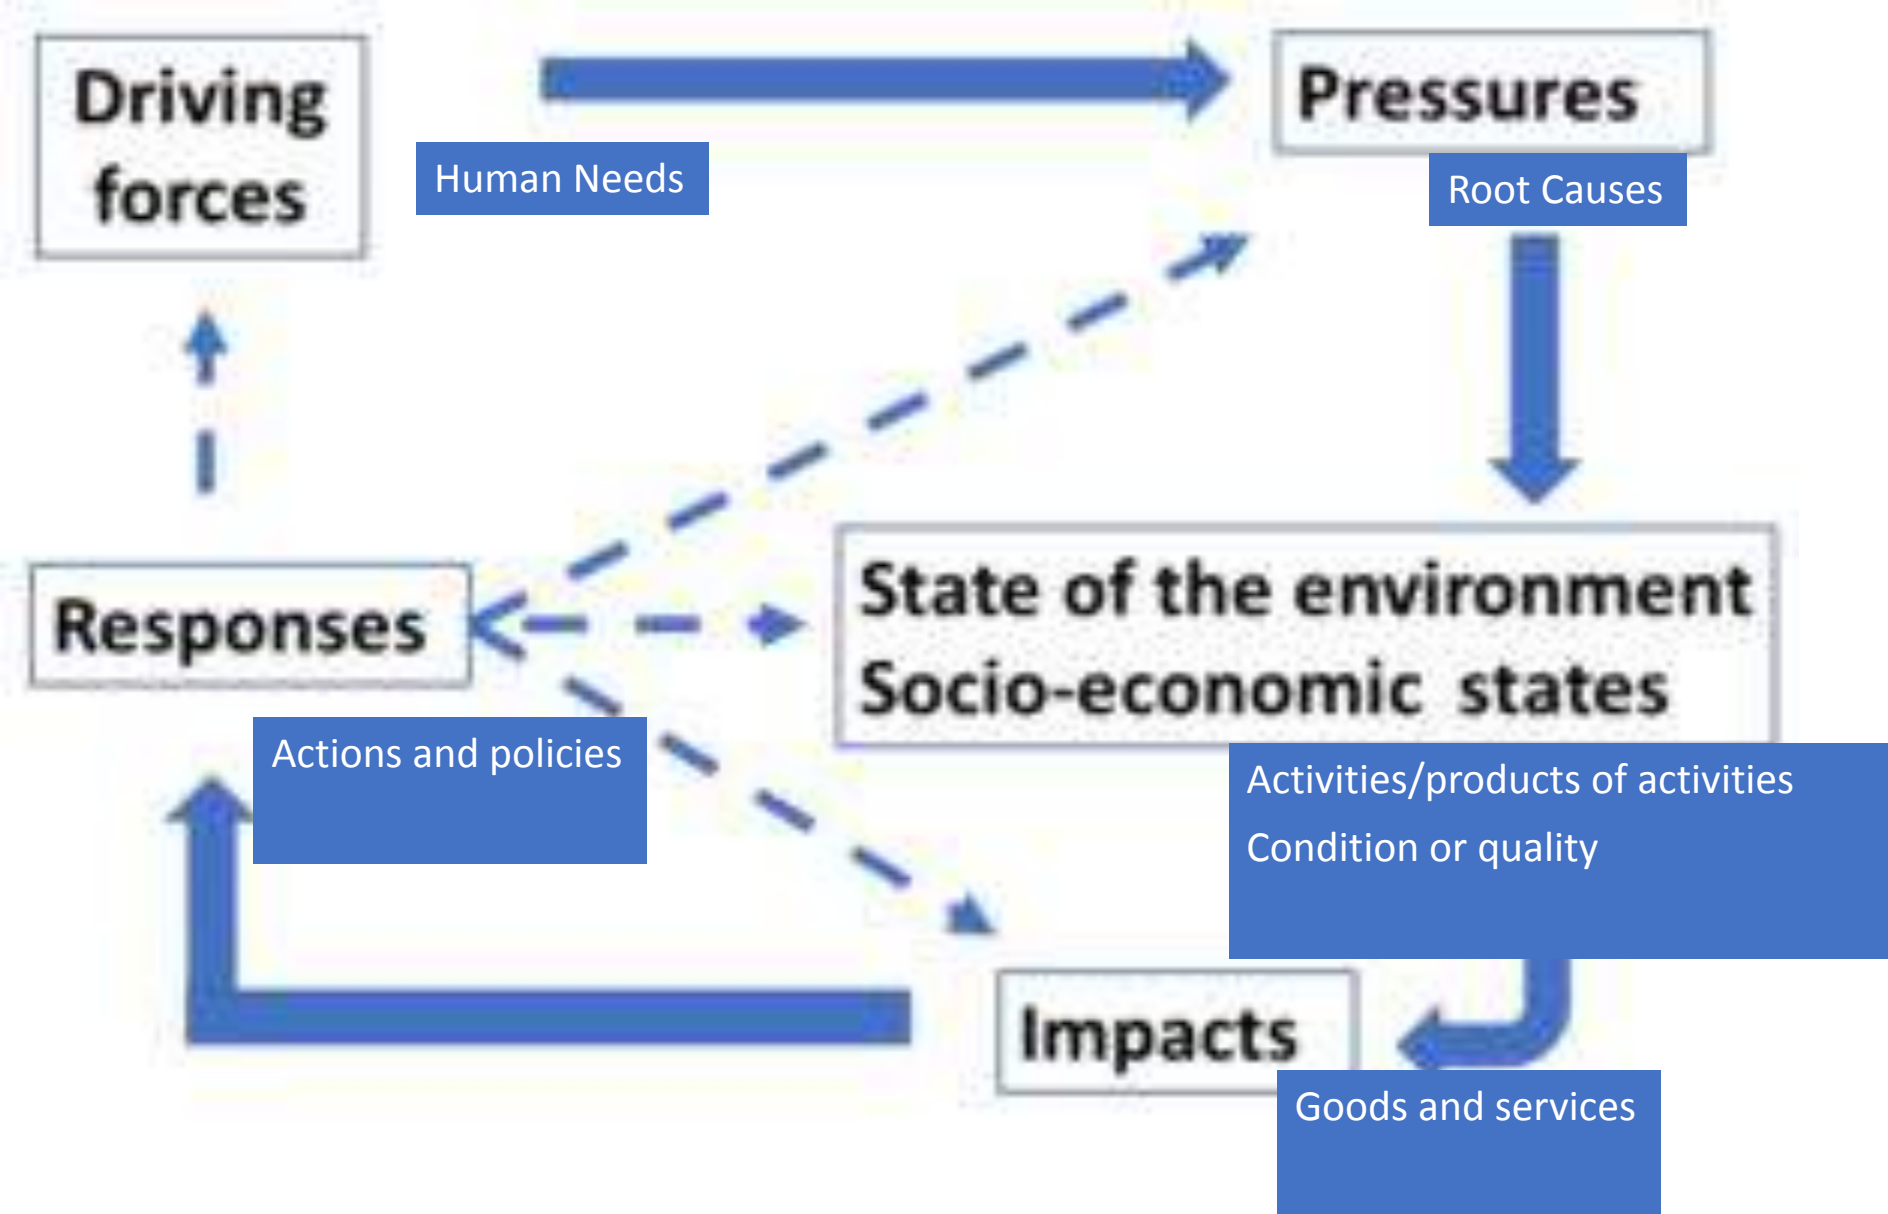 Driving
forces
Human Needs
Pressures
Root Causes
Responses
Actions and policies
State of the environment
Socio-economic states
Activities/products of activities
Condition or quality
Impacts
Goods and services